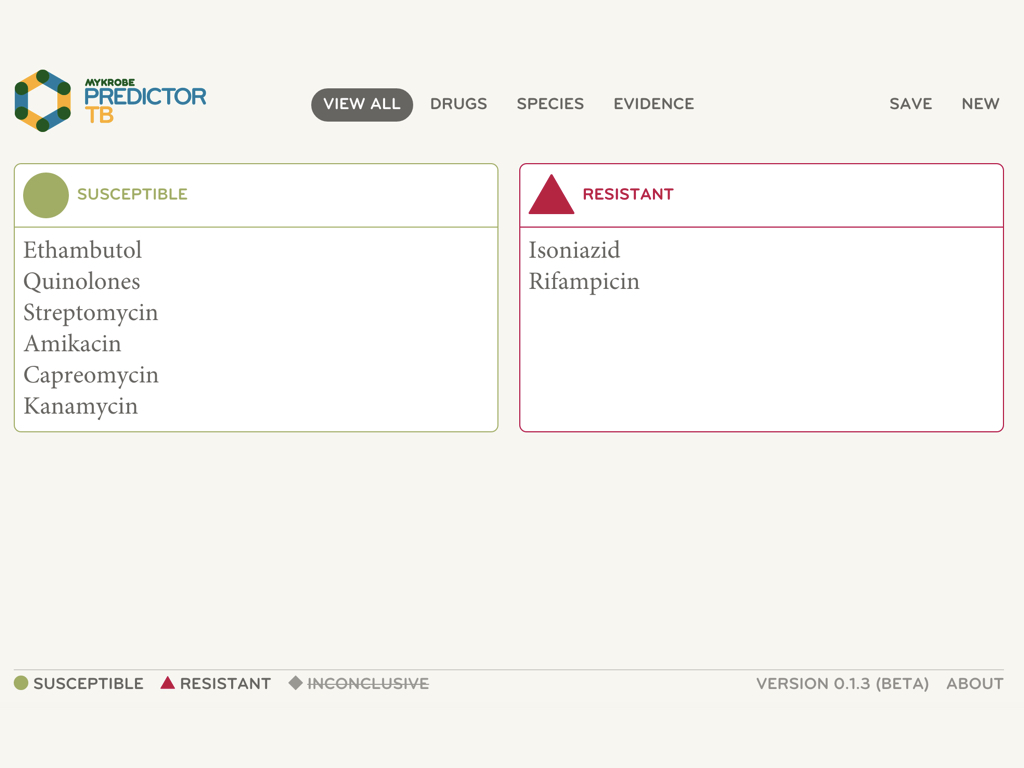 MYKROBE
PREDICTOR
TB
VIEW ALL DRUGS SPECIES EVIDENCE SAVE NEW
SUSCEPTIBLE
Ethambutol
Quinolones
Streptomycin
Amikacin
Capreomycin
Kanamycin
RESISTANT
Isoniazid
Rifampicin
SUSCEPTIBLE RESISTANT INCONCLUSIVE VERSION 0.1.3 (BETA) ABOUT